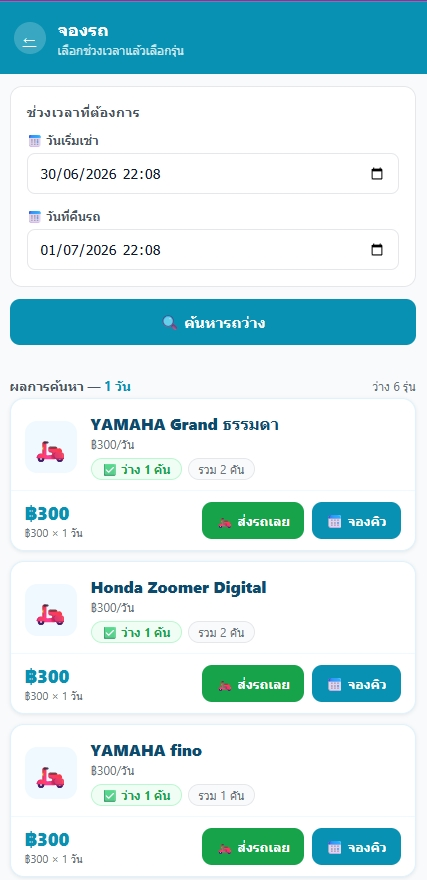 ←
จองรถ
เลือกช่วงเวลาแล้วเลือกรุ่น
ช่วงเวลาที่ต้องการ
วันเริ่มเช่า
30/06/2026 22:08
วันที่คืนรถ
01/07/2026 22:08
ค้นหารถว่าง
ผลการค้นหา — 1 วัน ว่าง 6 รุ่น
YAMAHA Grand ธรรมดา
฿300/วัน
ว่าง 1 คัน รวม 2 คัน
฿300
฿300 × 1 วัน
ส่งรถเลย จองคิว
Honda Zoomer Digital
฿300/วัน
ว่าง 1 คัน รวม 2 คัน
฿300
฿300 × 1 วัน
ส่งรถเลย จองคิว
YAMAHA fino
฿300/วัน
ว่าง 1 คัน รวม 1 คัน
฿300
฿300 × 1 วัน
ส่งรถเลย จองคิว